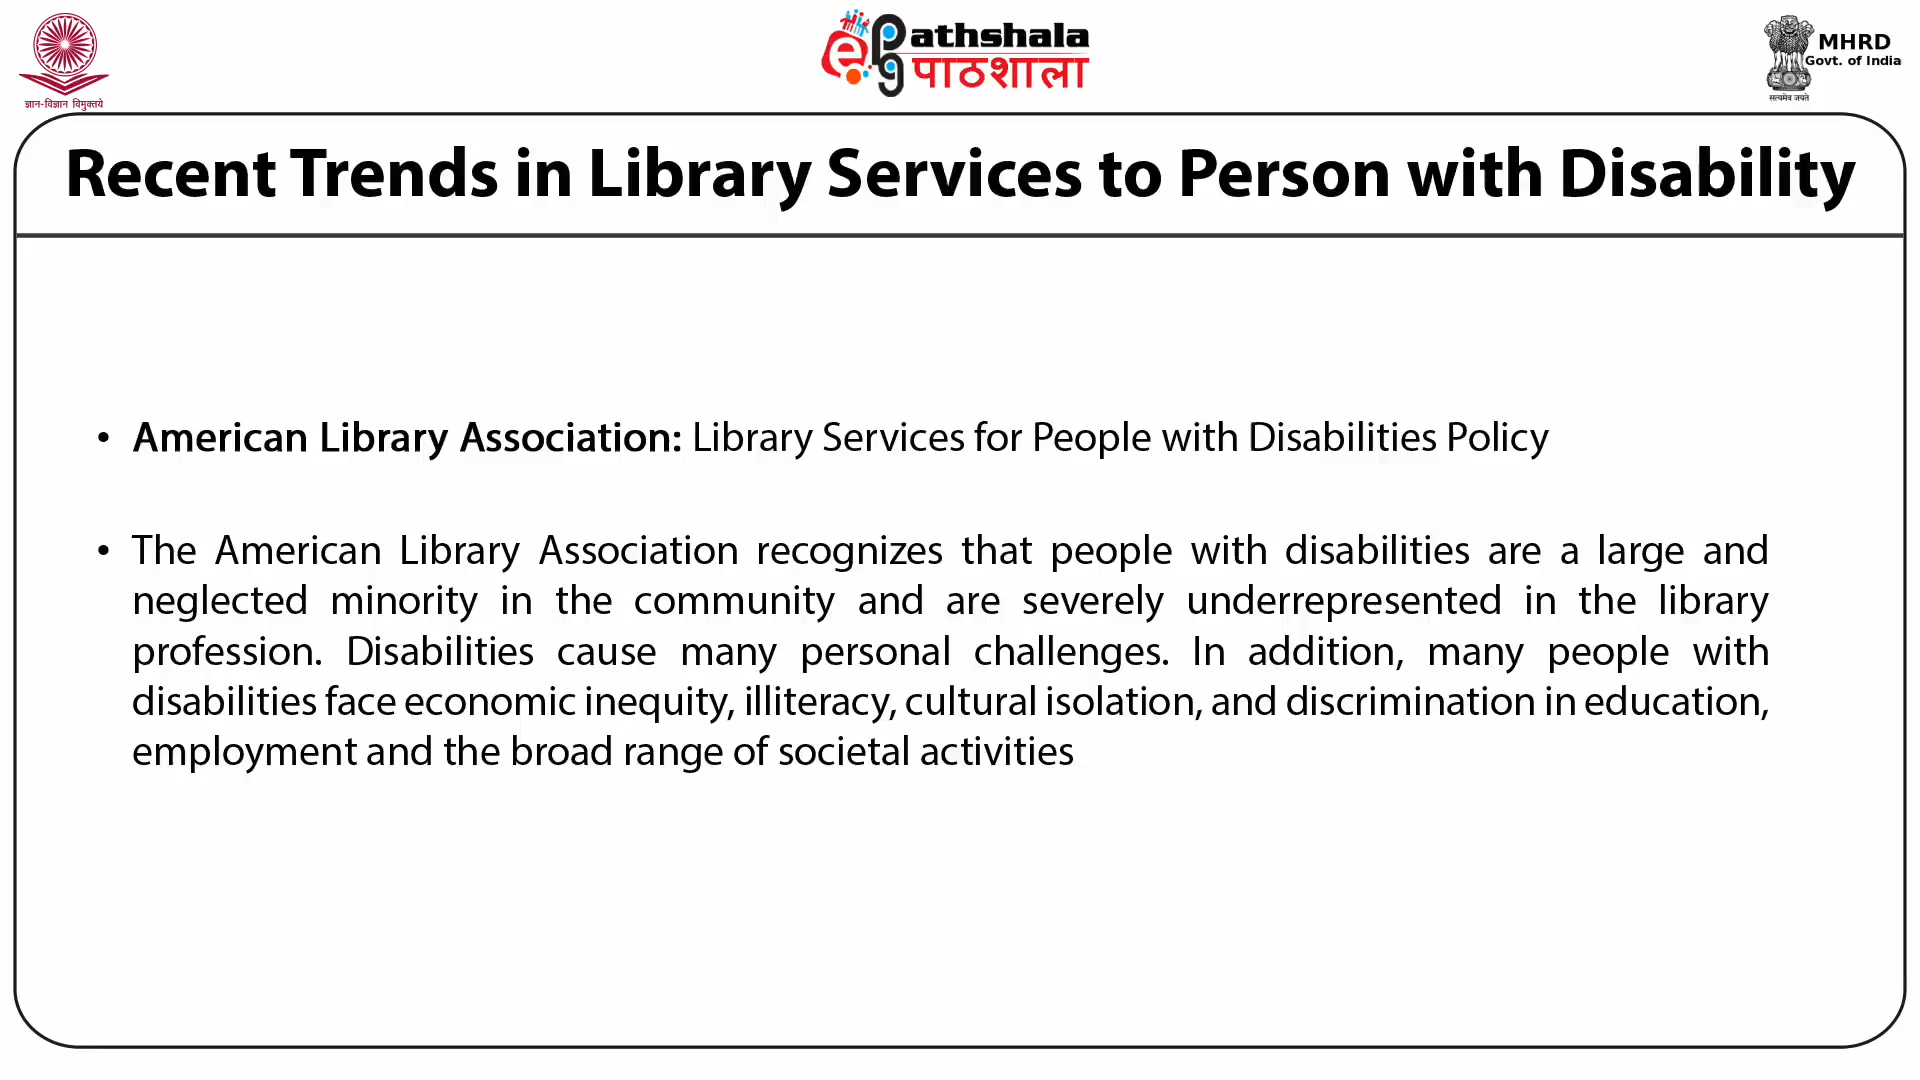 ज्ञान-विज्ञान विमुक्तये
ePG Pathshala
पाठशाला
MHRD
Govt. of India
सत्यमेव जयते
Recent Trends in Library Services to Person with Disability
• American Library Association: Library Services for People with Disabilities Policy
• The American Library Association recognizes that people with disabilities are a large and
neglected minority in the community and are severely underrepresented in the library
profession. Disabilities cause many personal challenges. In addition, many people with
disabilities face economic inequity, illiteracy, cultural isolation, and discrimination in education,
employment and the broad range of societal activities